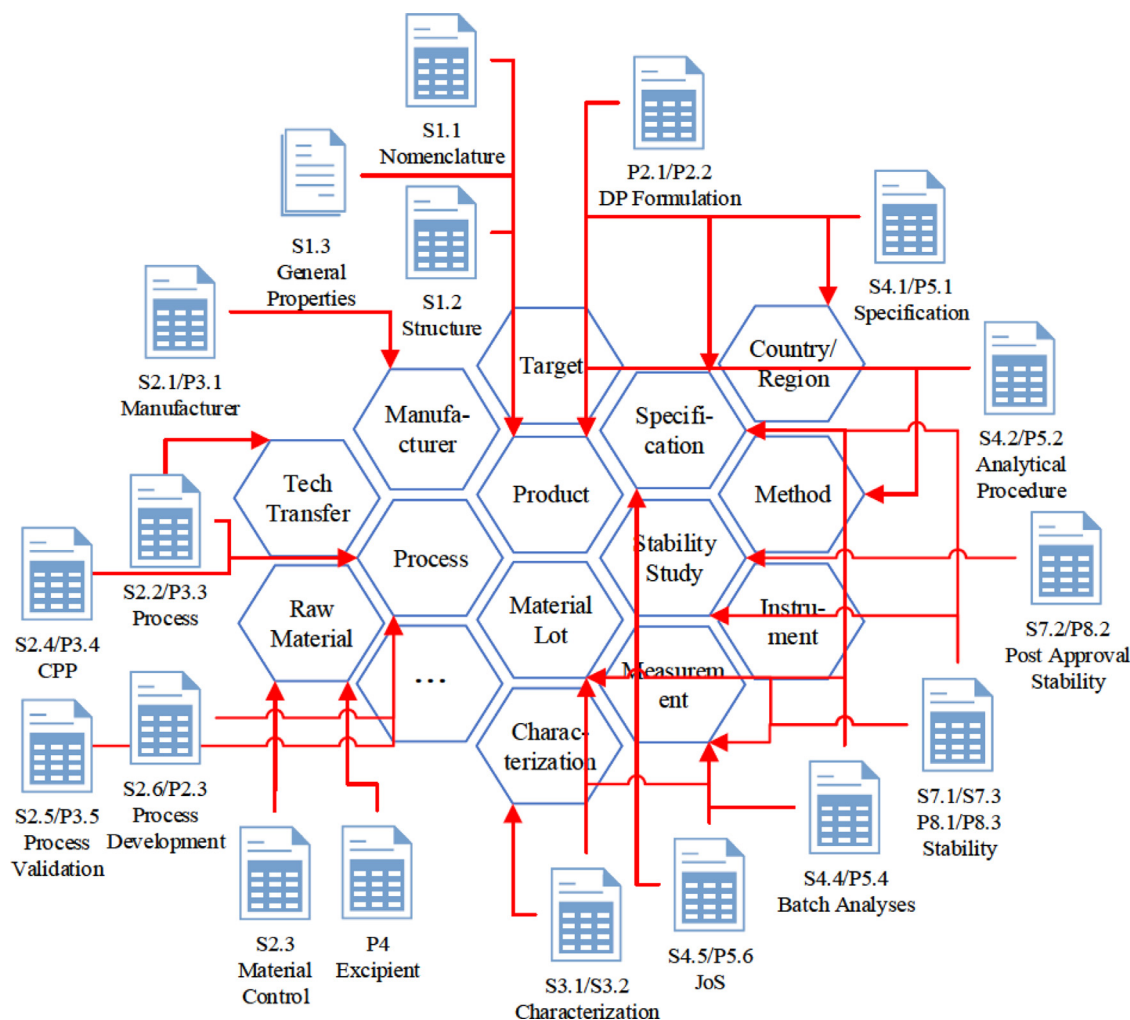 S1.1
Nomenclature
P2.1/P2.2
DP Formulation
S1.3
General
Properties
S1.2
Structure
S4.1/P5.1
Specification
S2.1/P3.1
Manufacturer
Target
Country/
Region
Manufa-
cturer
Specifi-
cation
S4.2/P5.2
Analytical
Procedure
Tech
Transfer
Product
Method
S2.2/P3.3
Process
Process
Stability
Study
S2.4/P3.4
CPP
Raw
Material
Material
Lot
Instru-
ment
S7.2/P8.2
Post Approval
Stability
...
Measurem
ent
Charac-
terization
S2.5/P3.5
Process
Validation
S2.6/P2.3
Process
Development
S7.1/S7.3
P8.1/P8.3
Stability
S4.4/P5.4
Batch Analyses
S2.3
Material
Control
P4
Excipient
S3.1/S3.2
Characterization
S4.5/P5.6
JoS